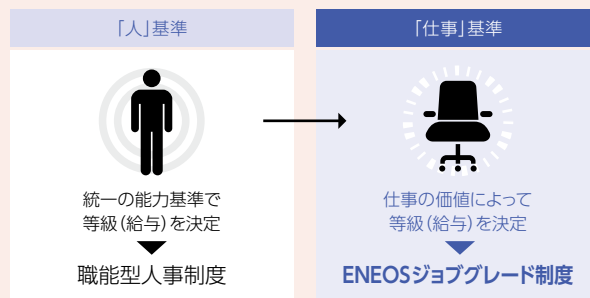 「人」基準
統一の能力基準で
等級(給与)を決定
職能型人事制度
「仕事」基準
仕事の価値によって
等級(給与)を決定
ENEOSジョブグレード制度